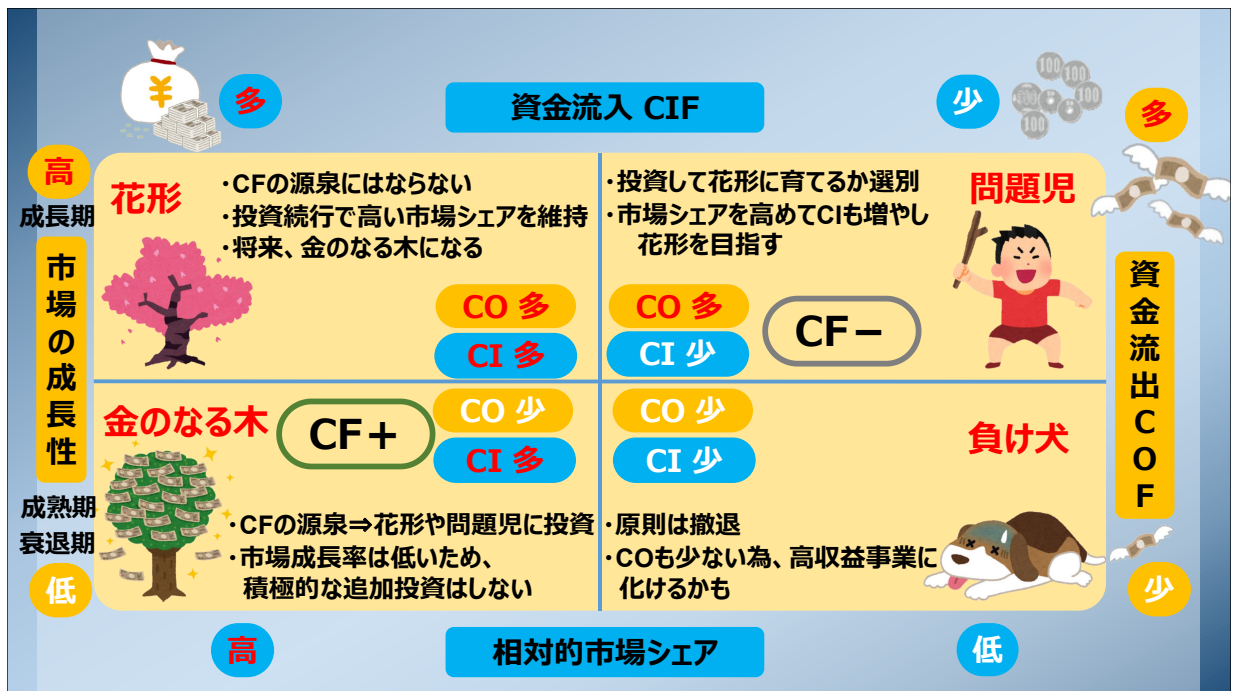 ¥
多
資金流入 CIF
少
100
100
100
100
多
高
成長期
市場の成長性
成熟期
衰退期
低
花形
・CFの源泉にはならない
・投資続行で高い市場シェアを維持
・将来、金のなる木になる
CO 多
CI 多
・投資して花形に育てるか選別
・市場シェアを高めてCIも増やし
花形を目指す
問題児
CO 多
CI 少
CF−
金のなる木
CF+
CO 少
CI 多
・CFの源泉⇒花形や問題児に投資
・市場成長率は低いため、
積極的な追加投資はしない
CO 少
CI 少
負け犬
・原則は撤退
・COも少ない為、高収益事業に
化けるかも
資金流出COF
少
高
相対的市場シェア
低